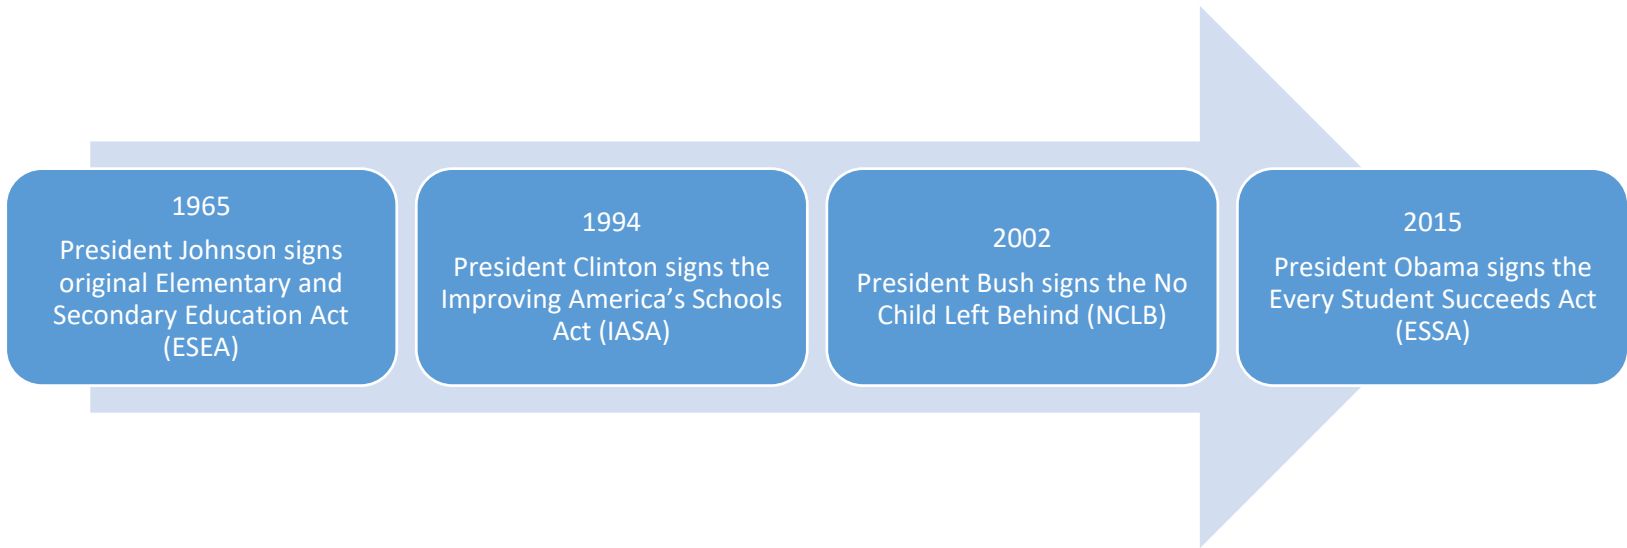 1965
President Johnson signs
original Elementary and
Secondary Education Act
(ESEA)
1994
President Clinton signs the
Improving America’s Schools
Act (IASA)
2002
President Bush signs the No
Child Left Behind (NCLB)
2015
President Obama signs the
Every Student Succeeds Act
(ESSA)